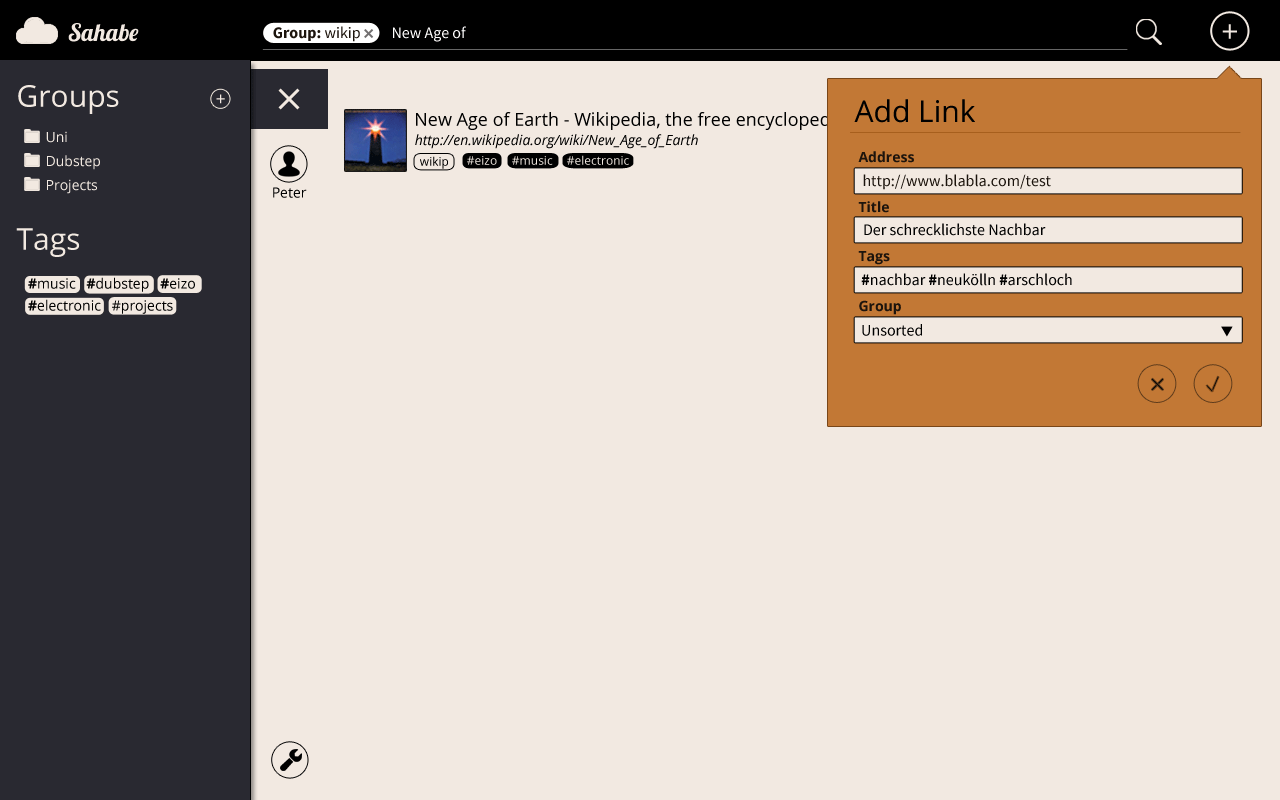 Sahabe
Group: wikip × New Age of
Groups
Uni
Dubstep
Projects
Tags
#music #dubstep #eizo
#electronic #projects
Peter
New Age of Earth - Wikipedia, the free encycloped
http://en.wikipedia.org/wiki/New_Age_of_Earth
wikip #eizo #music #electronic
Add Link
Address
http://www.blabla.com/test
Title
Der schrecklichste Nachbar
Tags
#nachbar #neukölln #arschloch
Group
Unsorted